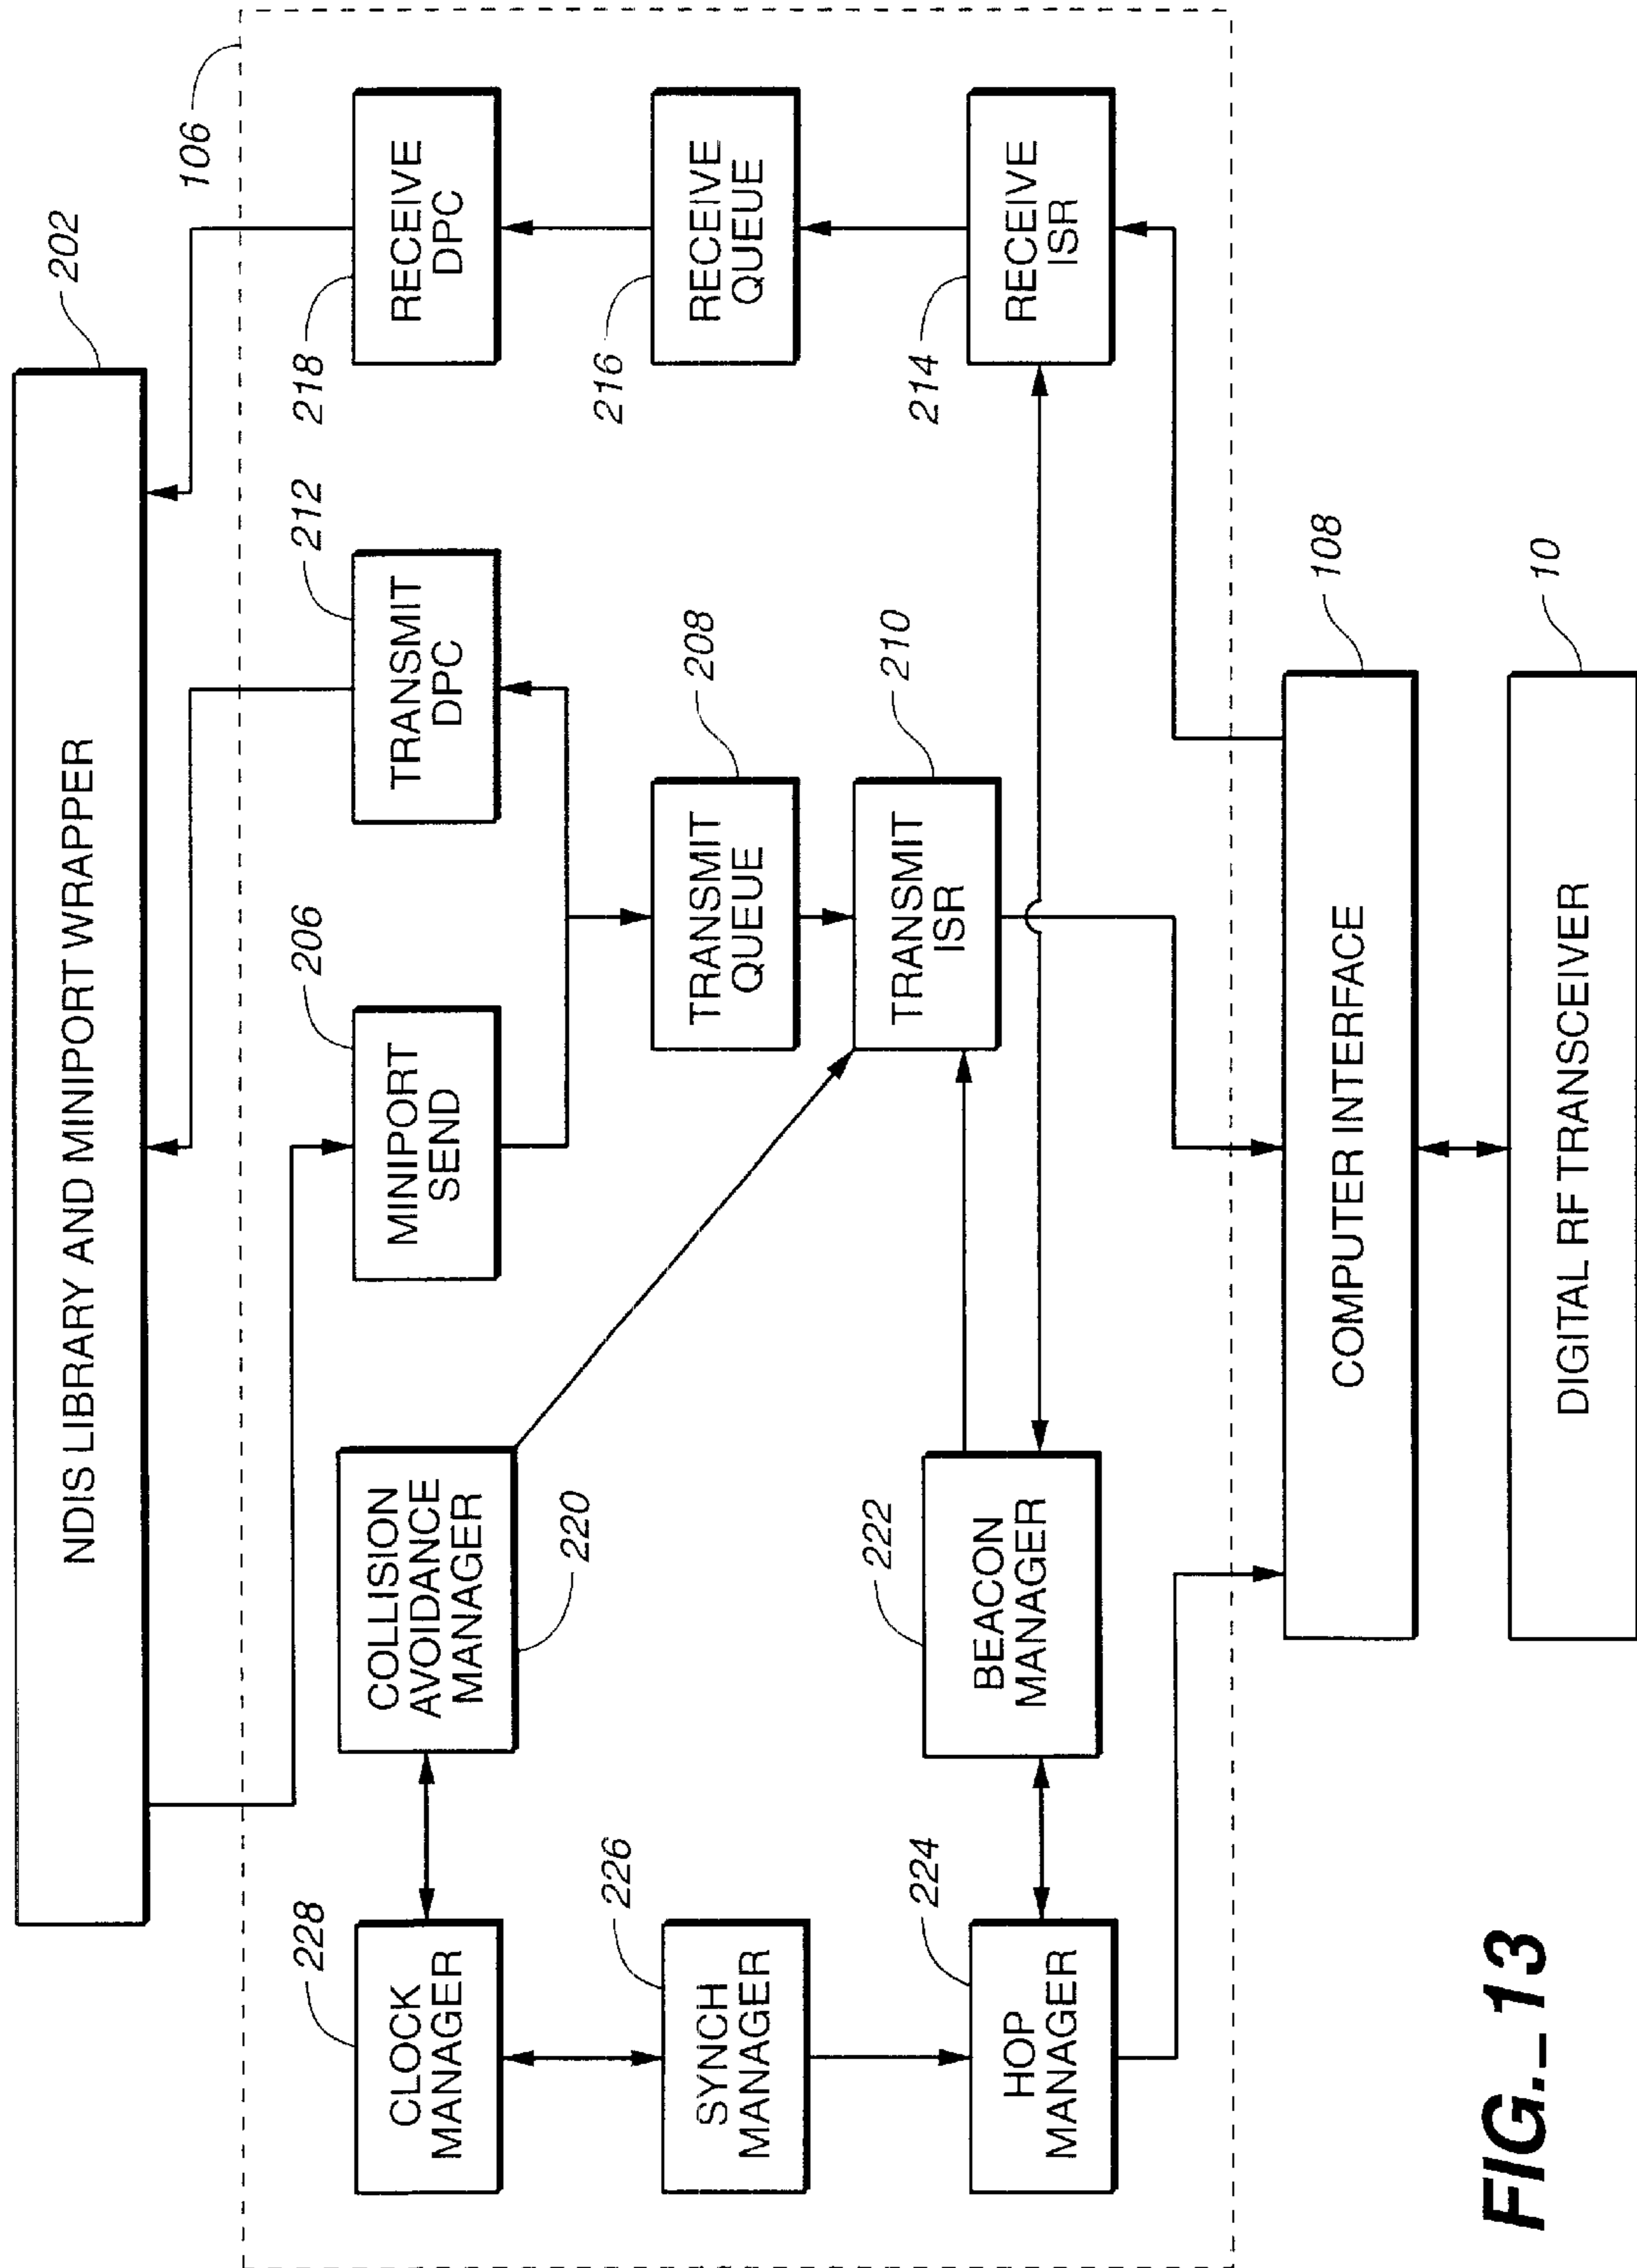 202
NDIS LIBRARY AND MINIPORT WRAPPER
106
228
CLOCK
MANAGER
COLLISION
AVOIDANCE
MANAGER
220
206
MINIPORT
SEND
212
TRANSMIT
DPC
218
RECEIVE
DPC
226
SYNCH
MANAGER
208
TRANSMIT
QUEUE
216
RECEIVE
QUEUE
224
HOP
MANAGER
222
BEACON
MANAGER
210
TRANSMIT
ISR
214
RECEIVE
ISR
108
COMPUTER INTERFACE
10
DIGITAL RF TRANSCEIVER
FIG._13